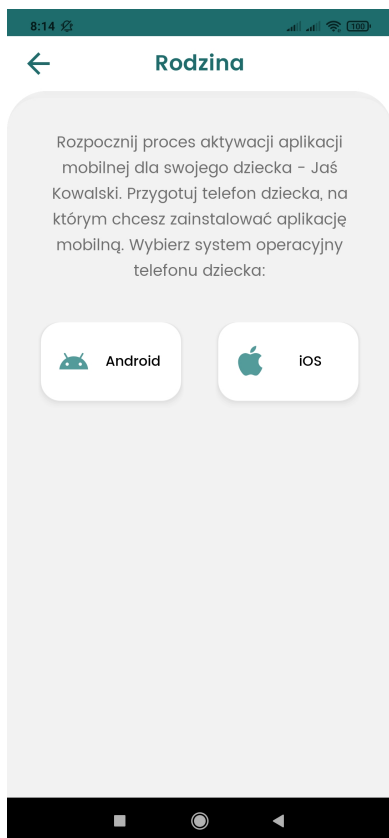 8:14
100
Rodzina
Rozpocznij proces aktywacji aplikacji
mobilnej dla swojego dziecka - Jaś
Kowalski. Przygotuj telefon dziecka, na
którym chcesz zainstalować aplikację
mobilną. Wybierz system operacyjny
telefonu dziecka:
Android
iOS